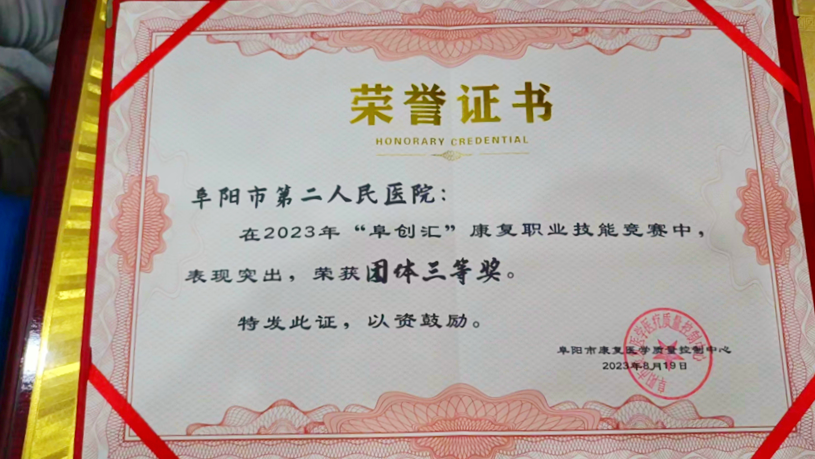 荣誉证书
HONORARY CREDENTIAL
阜阳市第二人民医院：
在2023年“阜创汇”康复职业技能竞赛中，
表现突出，荣获团体三等奖。
特发此证，以资鼓励。
阜阳市康复医学质量控制中心
2023年8月19日